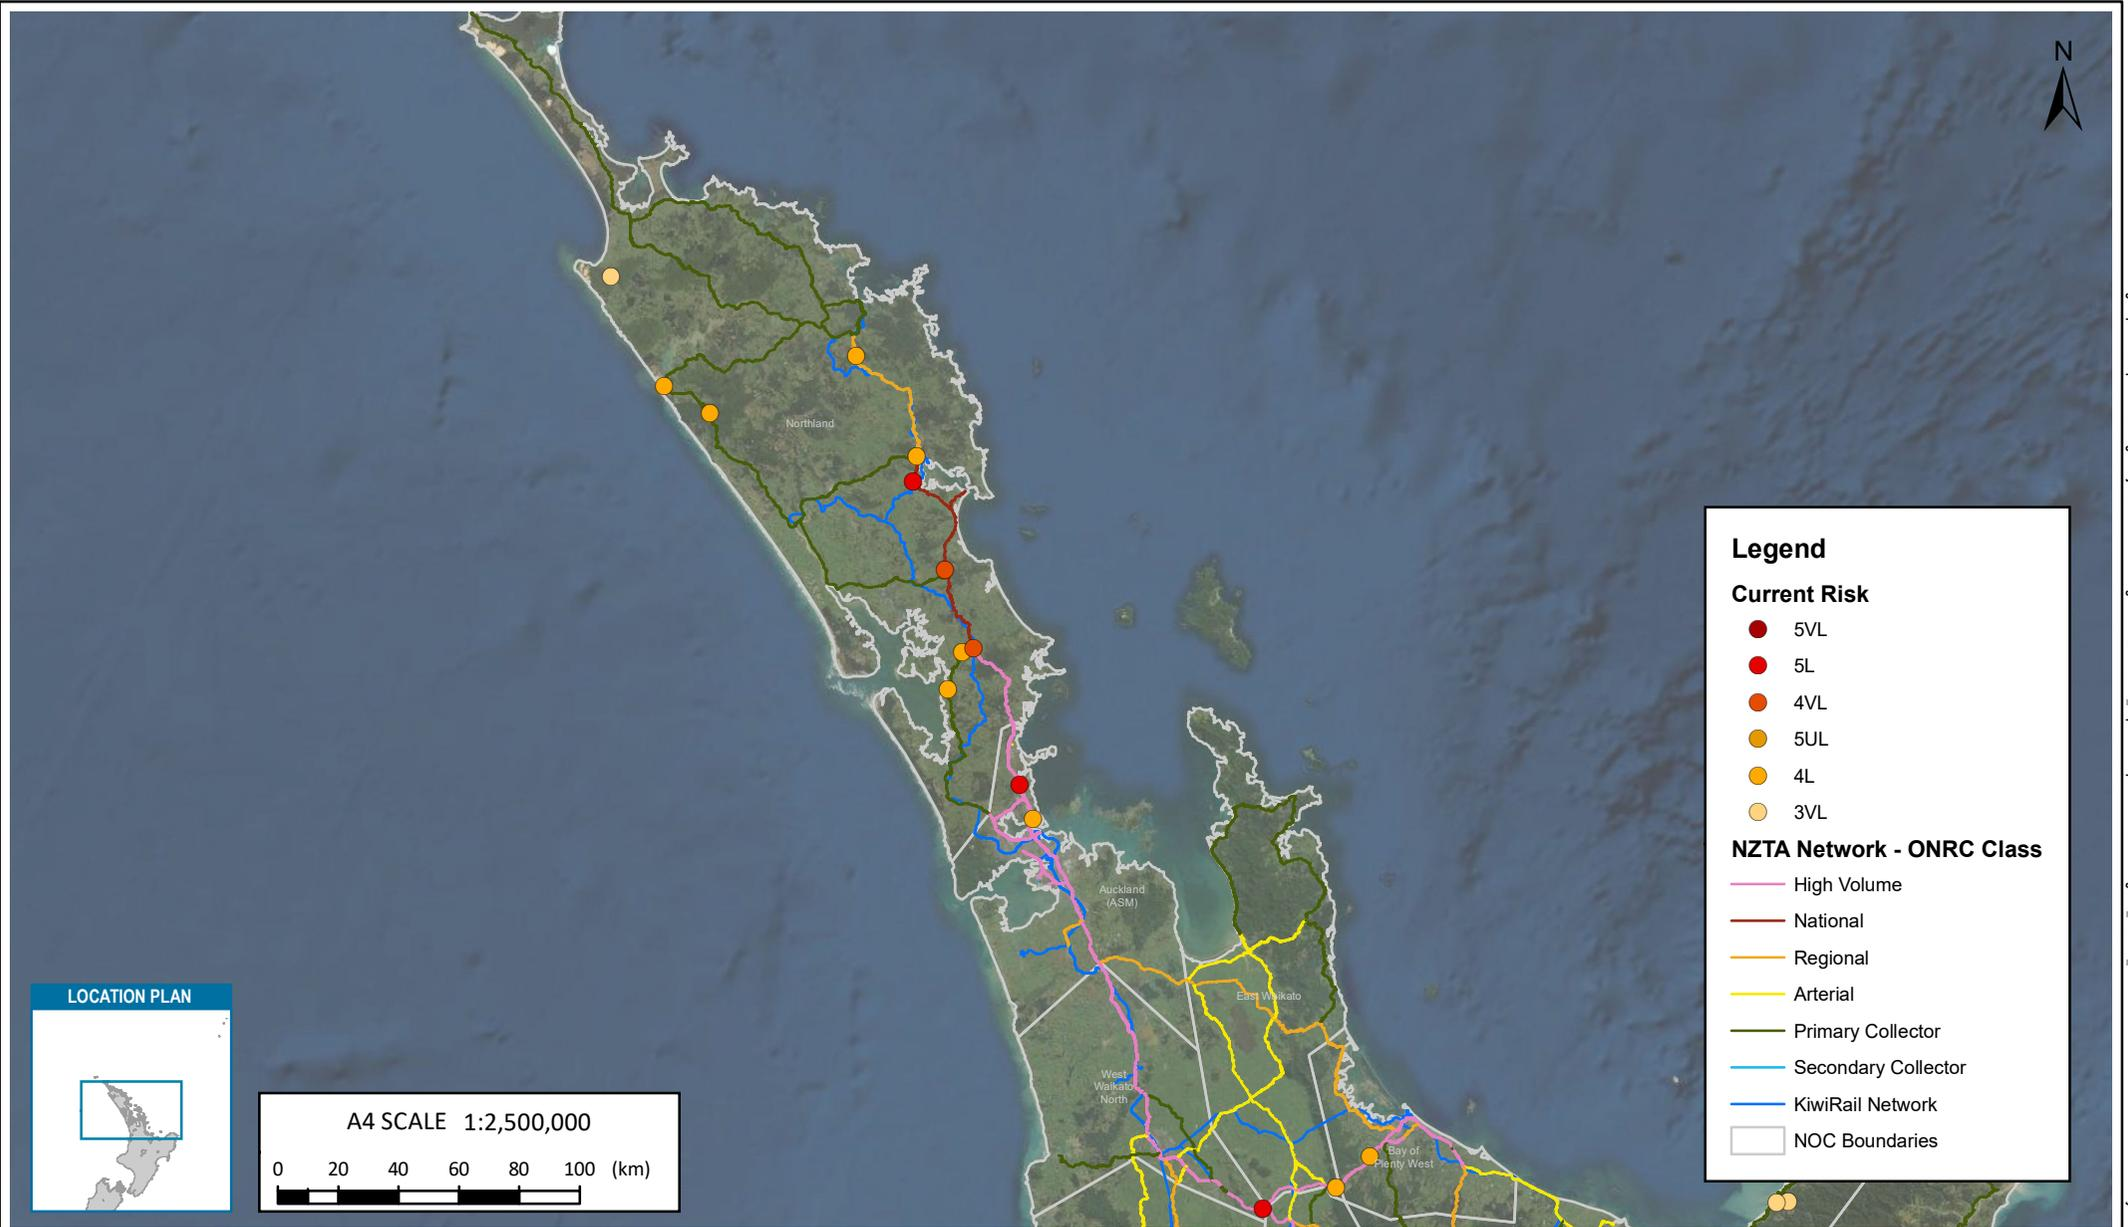 N
Northland
Auckland
(ASM)
East Waikato
West
Waikato
North
Bay of
Plenty West
Legend
Current Risk
5VL
5L
4VL
5UL
4L
3VL
NZTA Network - ONRC Class
High Volume
National
Regional
Arterial
Primary Collector
Secondary Collector
KiwiRail Network
NOC Boundaries
LOCATION PLAN
A4 SCALE 1:2,500,000
0 20 40 60 80 100 (km)